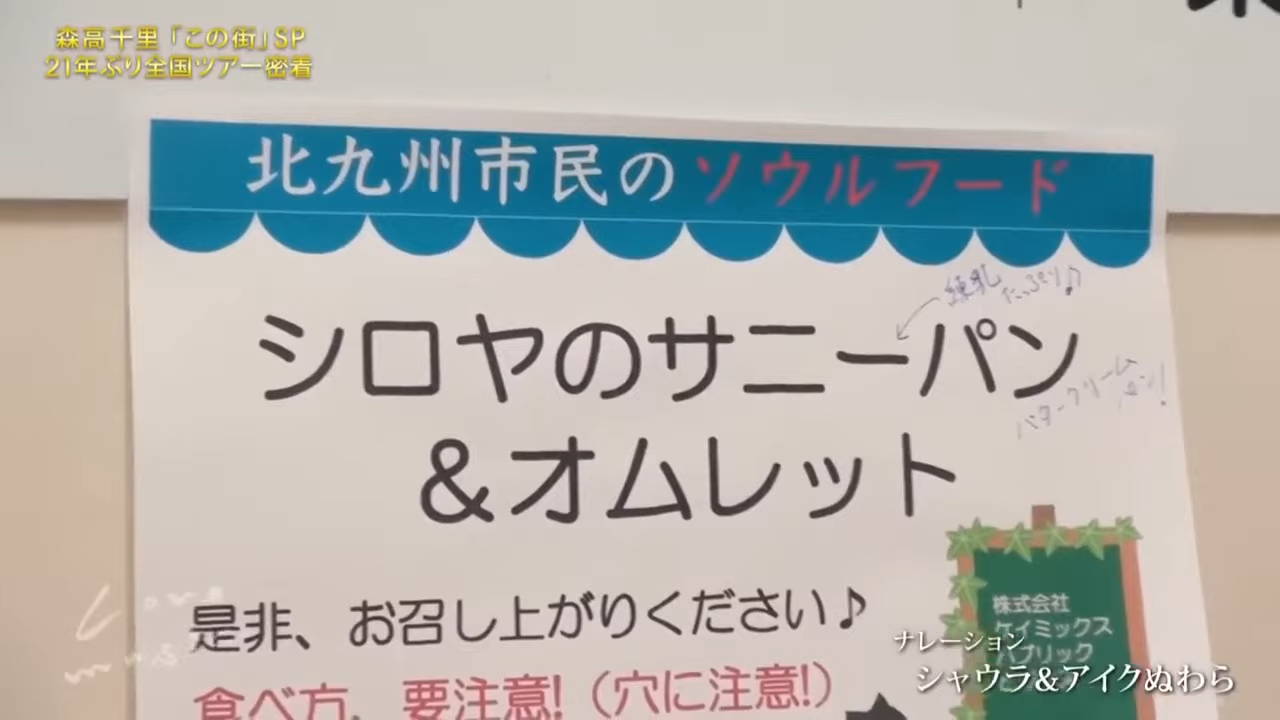 森高千里「この街」SP
21年ぶり全国ツアー密着
北九州市民のソウルフード
練乳たっぷり♪
シロヤのサニーパン
バタークリーム
&オムレット
是非、お召し上がりください♪
食べ方、要注意!(穴に注意!)
株式会社
ケイミックス
パブリック
ナレーション
シャウラ&アイクぬわら
Love
music